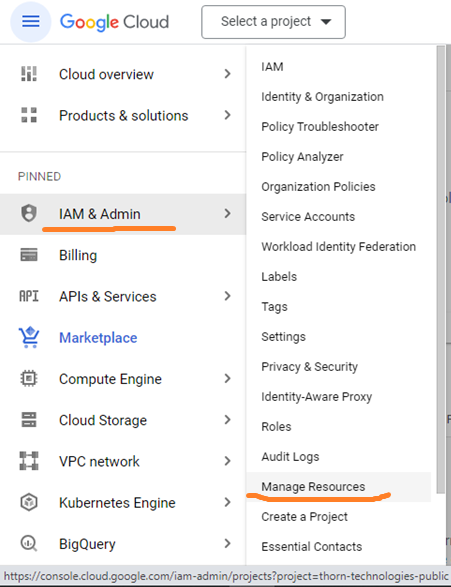 Google Cloud
Select a project
Cloud overview
Products & solutions
PINNED
IAM & Admin
Billing
API APIs & Services
Marketplace
Compute Engine
Cloud Storage
VPC network
Kubernetes Engine
BigQuery
IAM
Identity & Organization
Policy Troubleshooter
Policy Analyzer
Organization Policies
Service Accounts
Workload Identity Federation
Labels
Tags
Settings
Privacy & Security
Identity-Aware Proxy
Roles
Audit Logs
Manage Resources
Create a Project
Essential Contacts
https://console.cloud.google.com/iam-admin/projects?project=thorn-technologies-public